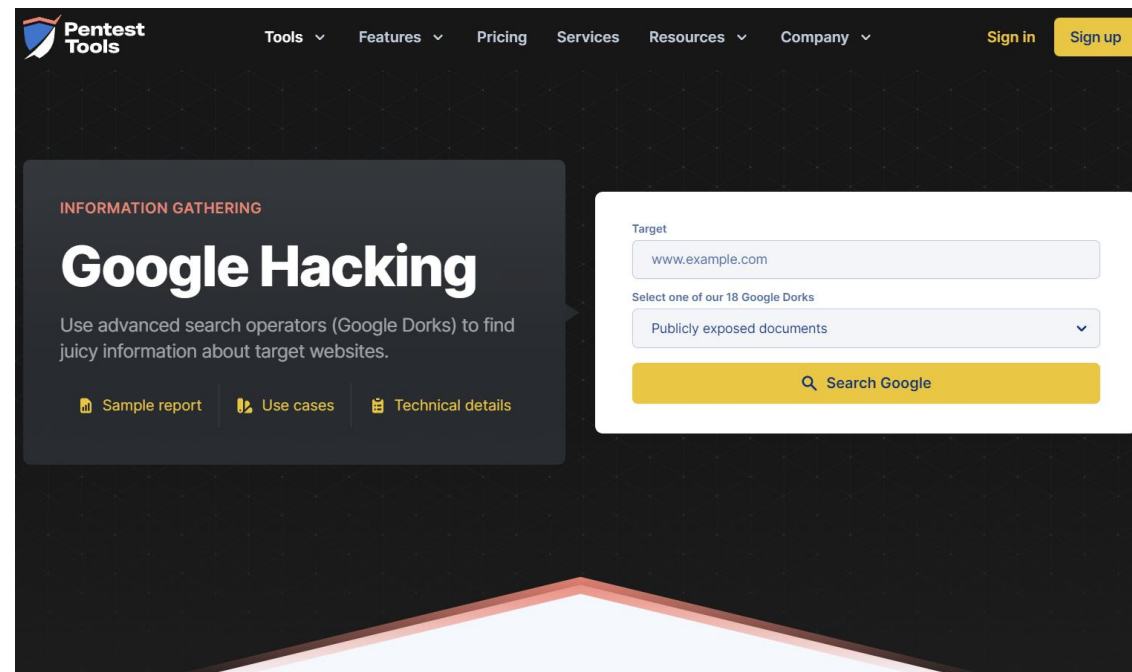 Pentest
Tools
Tools Features Pricing Services Resources Company Sign in Sign up
INFORMATION GATHERING
Google Hacking
Use advanced search operators (Google Dorks) to find
juicy information about target websites.
Sample report Use cases Technical details
Target
www.example.com
Select one of our 18 Google Dorks
Publicly exposed documents
Search Google